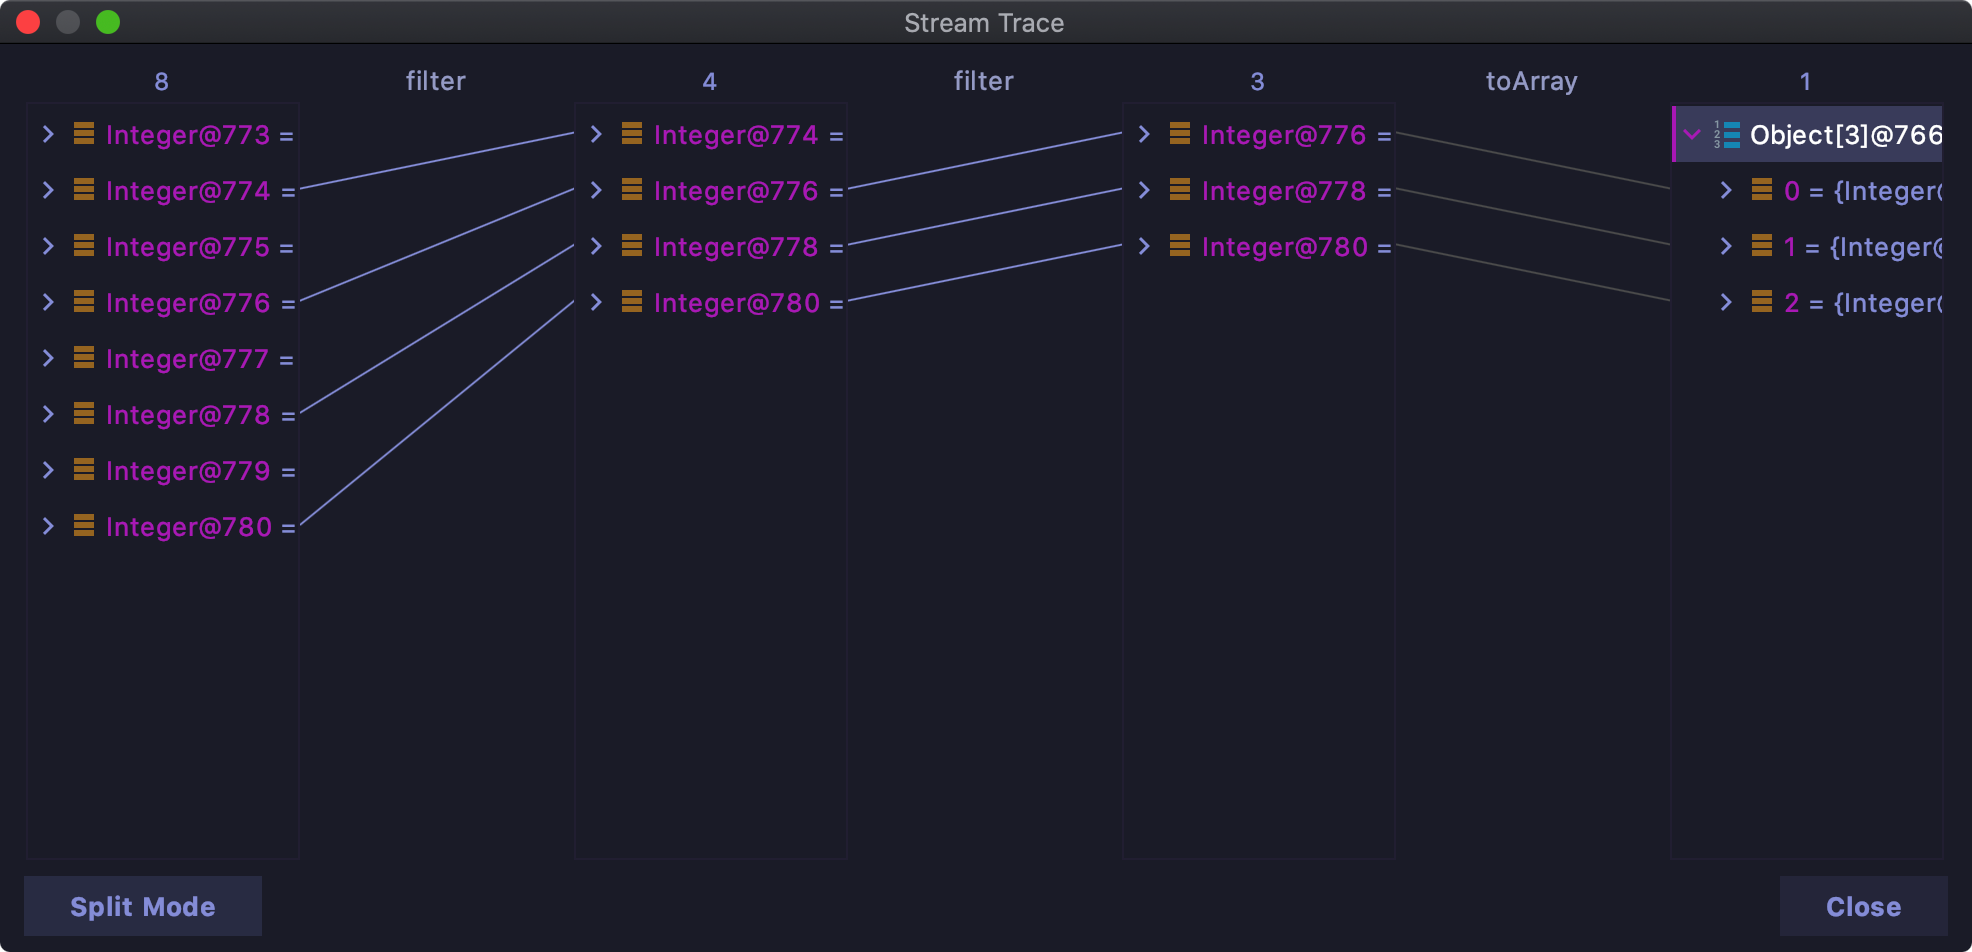 Stream Trace
8 filter 4 filter 3 toArray 1
Integer@773 = Integer@774 = Integer@776 = Object[3]@766
Integer@774 = Integer@776 = Integer@778 = 0 = {Integer@
Integer@775 = Integer@778 = Integer@780 = 1 = {Integer@
Integer@776 = Integer@780 = 2 = {Integer@
Integer@777 =
Integer@778 =
Integer@779 =
Integer@780 =
Split Mode Close